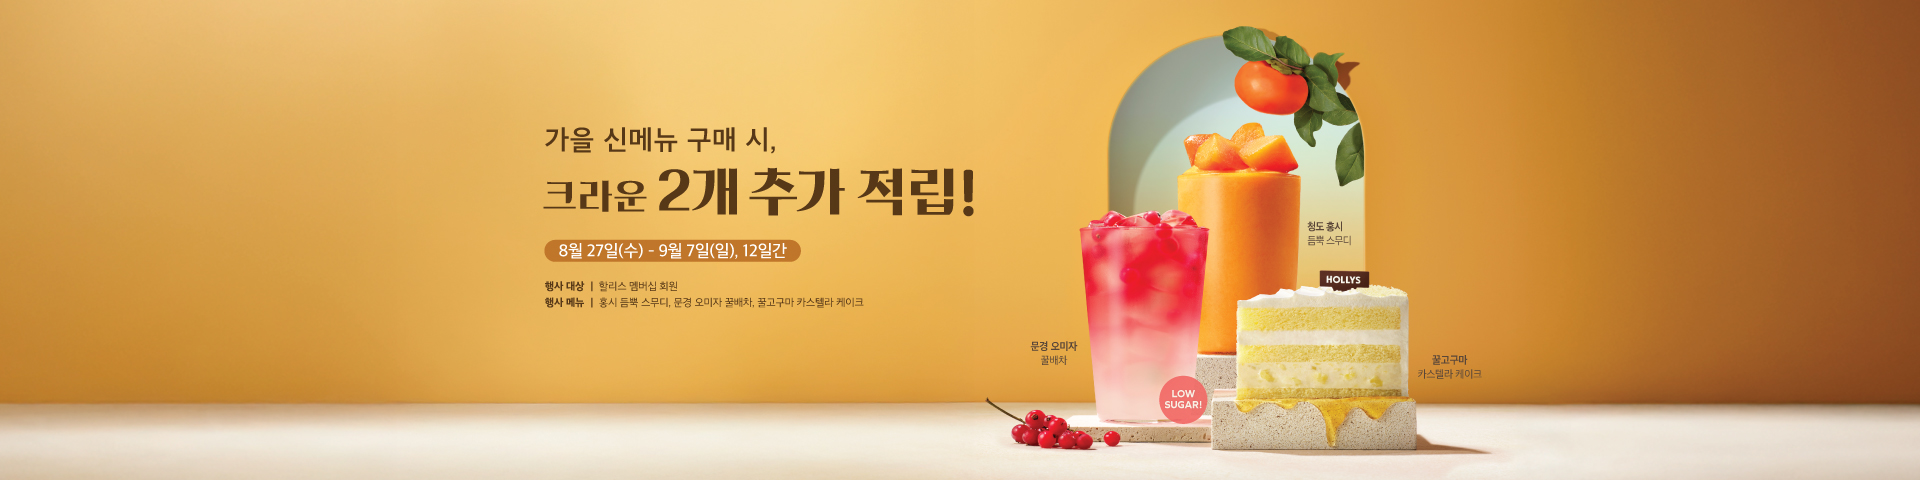 가을 신메뉴 구매 시,
크라운 2개 추가 적립!
8월 27일(수) - 9월 7일(일), 12일간
행사 대상 | 할리스 멤버십 회원
행사 메뉴 | 홍시 듬뿍 스무디, 문경 오미자 꿀배차, 꿀고구마 카스텔라 케이크
청도 홍시
듬뿍 스무디
HOLLYS
문경 오미자
꿀배차
꿀고구마
카스텔라 케이크
LOW
SUGAR!